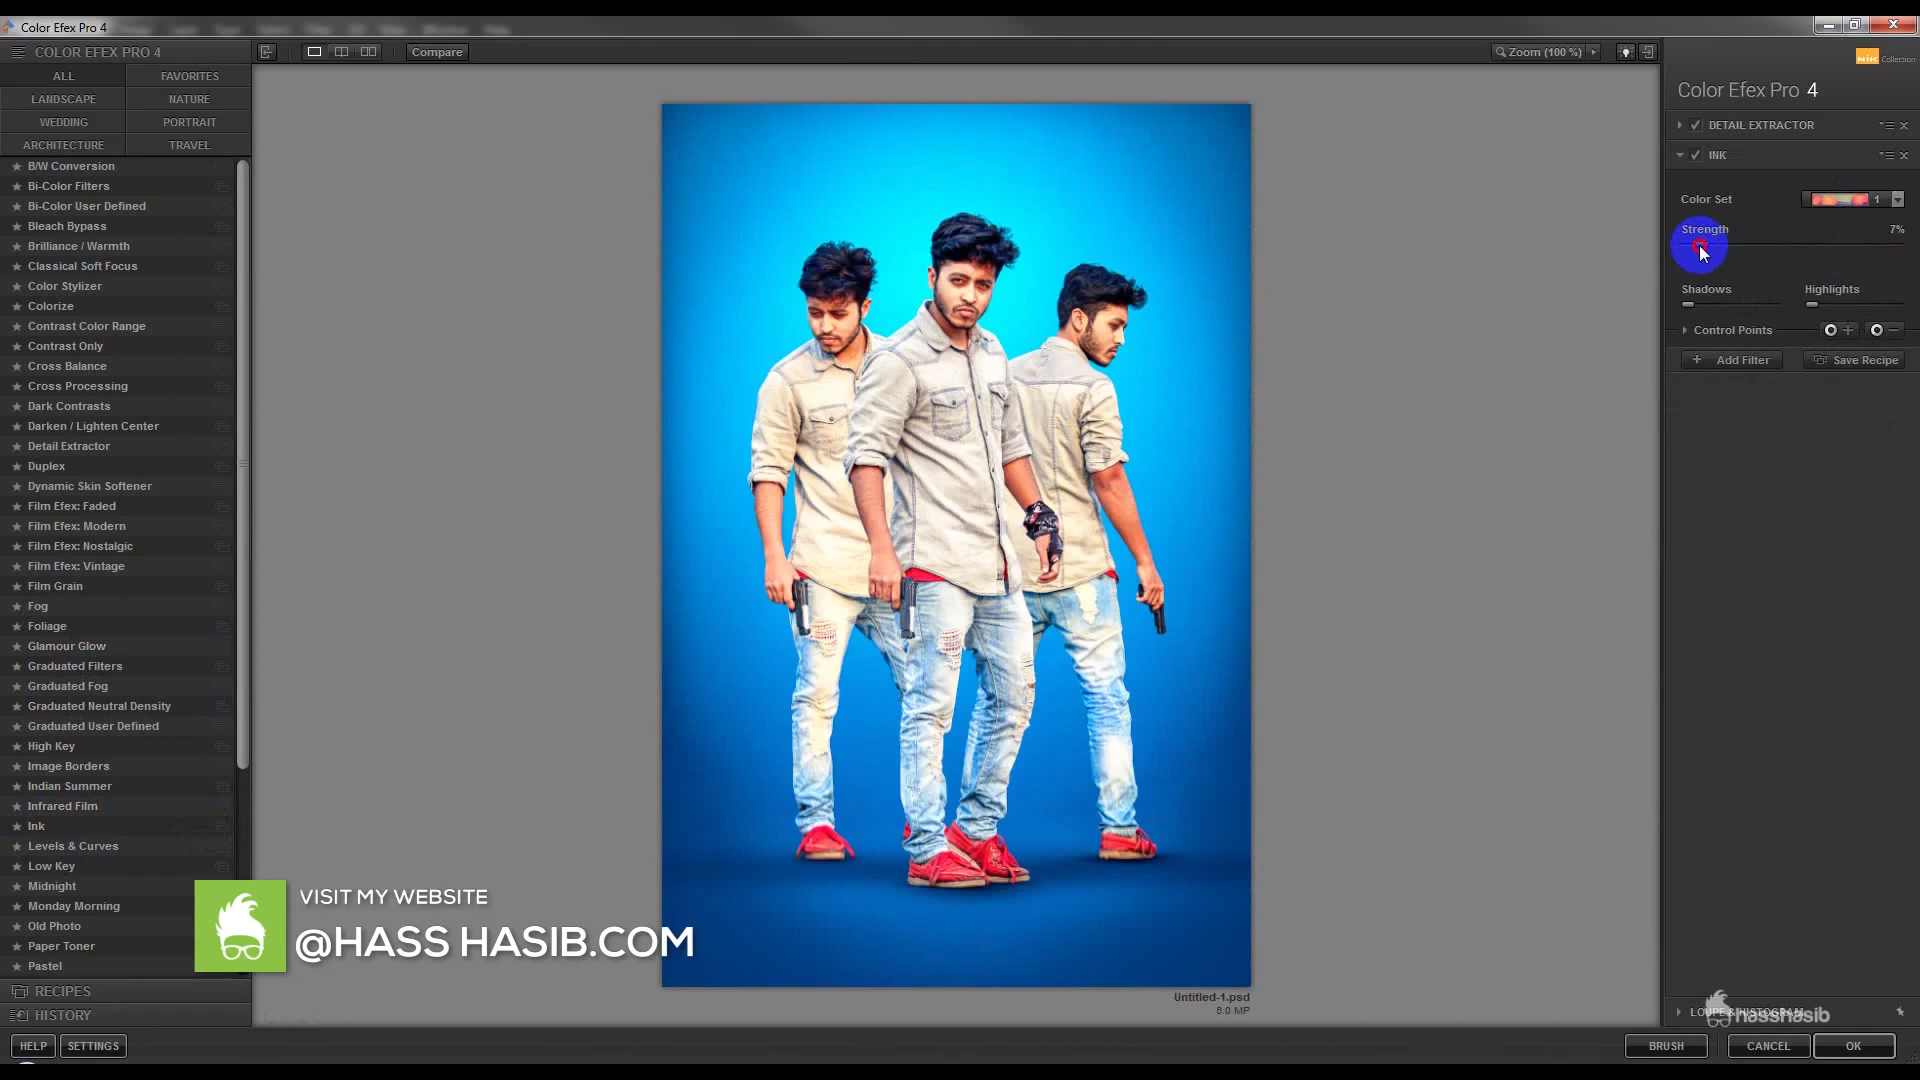 Color Efex Pro 4
COLOR EFEX PRO 4
Compare
Zoom (100 %)
Nik Collection
ALL
FAVORITES
LANDSCAPE
NATURE
WEDDING
PORTRAIT
ARCHITECTURE
TRAVEL
B/W Conversion
Bi-Color Filters
Bi-Color User Defined
Bleach Bypass
Brilliance / Warmth
Classical Soft Focus
Color Stylizer
Colorize
Contrast Color Range
Contrast Only
Cross Balance
Cross Processing
Dark Contrasts
Darken / Lighten Center
Detail Extractor
Duplex
Dynamic Skin Softener
Film Efex: Faded
Film Efex: Modern
Film Efex: Nostalgic
Film Efex: Vintage
Film Grain
Fog
Foliage
Glamour Glow
Graduated Filters
Graduated Fog
Graduated Neutral Density
Graduated User Defined
High Key
Image Borders
Indian Summer
Infrared Film
Ink
Levels & Curves
Low Key
Midnight
Monday Morning
Old Photo
Paper Toner
Pastel
RECIPES
HISTORY
HELP
SETTINGS
VISIT MY WEBSITE
@HASS HASIB.COM
Untitled-1.psd
8.0 MP
Color Efex Pro 4
DETAIL EXTRACTOR
INK
Color Set
1
Strength
7%
Shadows
Highlights
Control Points
Add Filter
Save Recipe
LOUPE & HISTOGRAM
hasshasib
BRUSH
CANCEL
OK